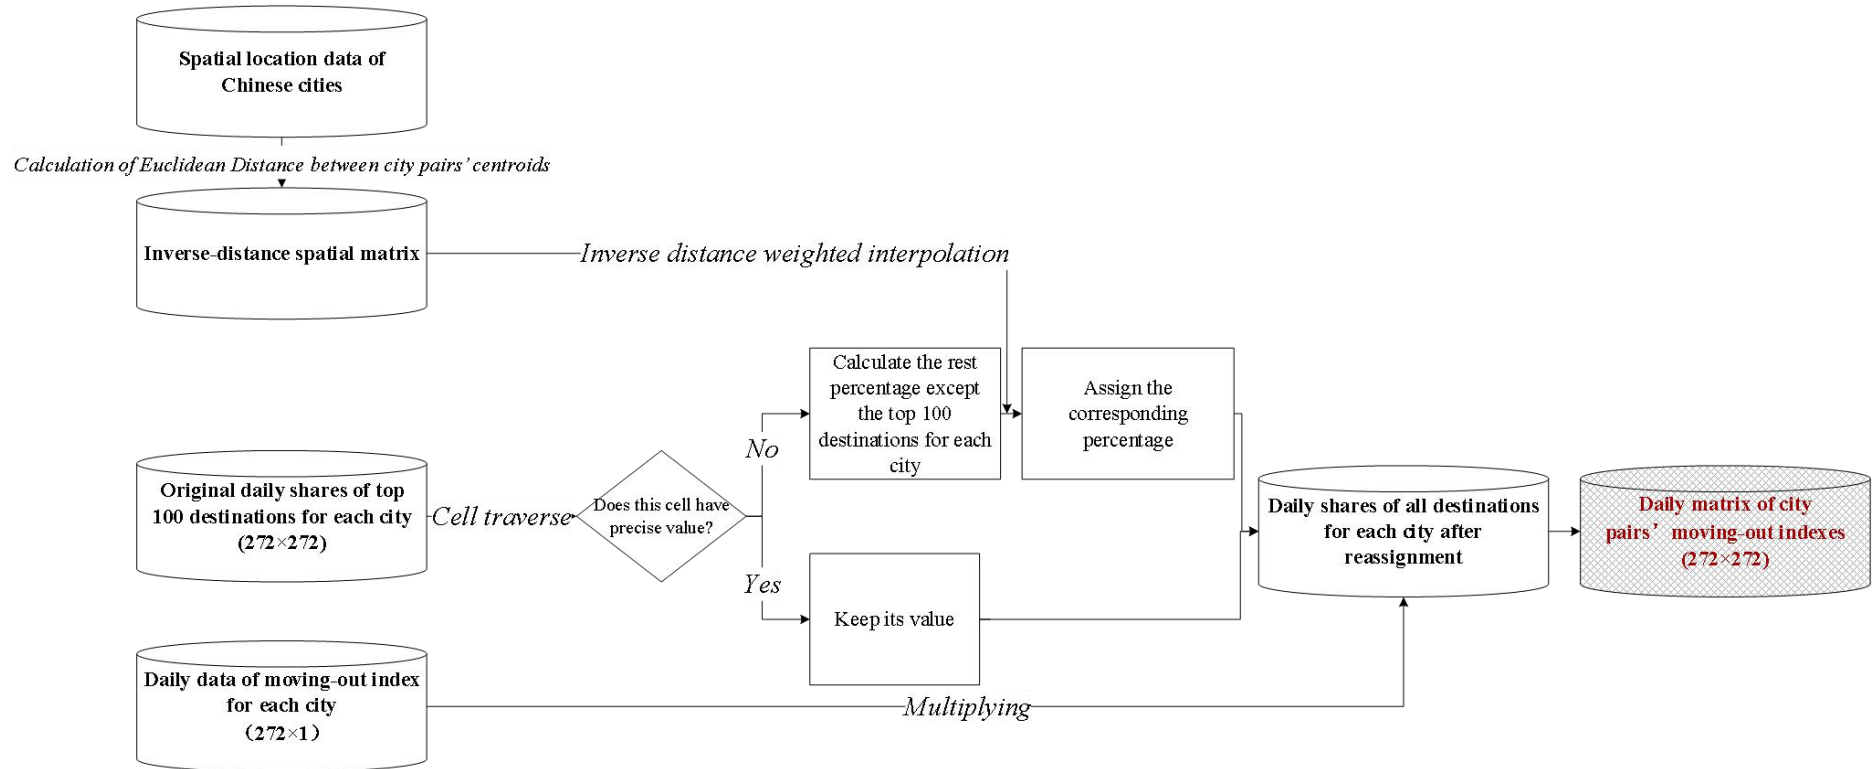 Spatial location data of
Chinese cities
Calculation of Euclidean Distance between city pairs’ centroids
Inverse-distance spatial matrix
Inverse distance weighted interpolation
Calculate the rest
percentage except
the top 100
destinations for each
city
Assign the
corresponding
percentage
No
Original daily shares of top
100 destinations for each city
(272×272)
Cell traverse
Does this cell have
precise value?
Daily shares of all destinations
for each city after
reassignment
Daily matrix of city
pairs’ moving-out indexes
(272×272)
Yes
Keep its value
Daily data of moving-out index
for each city
（272×1）
Multiplying